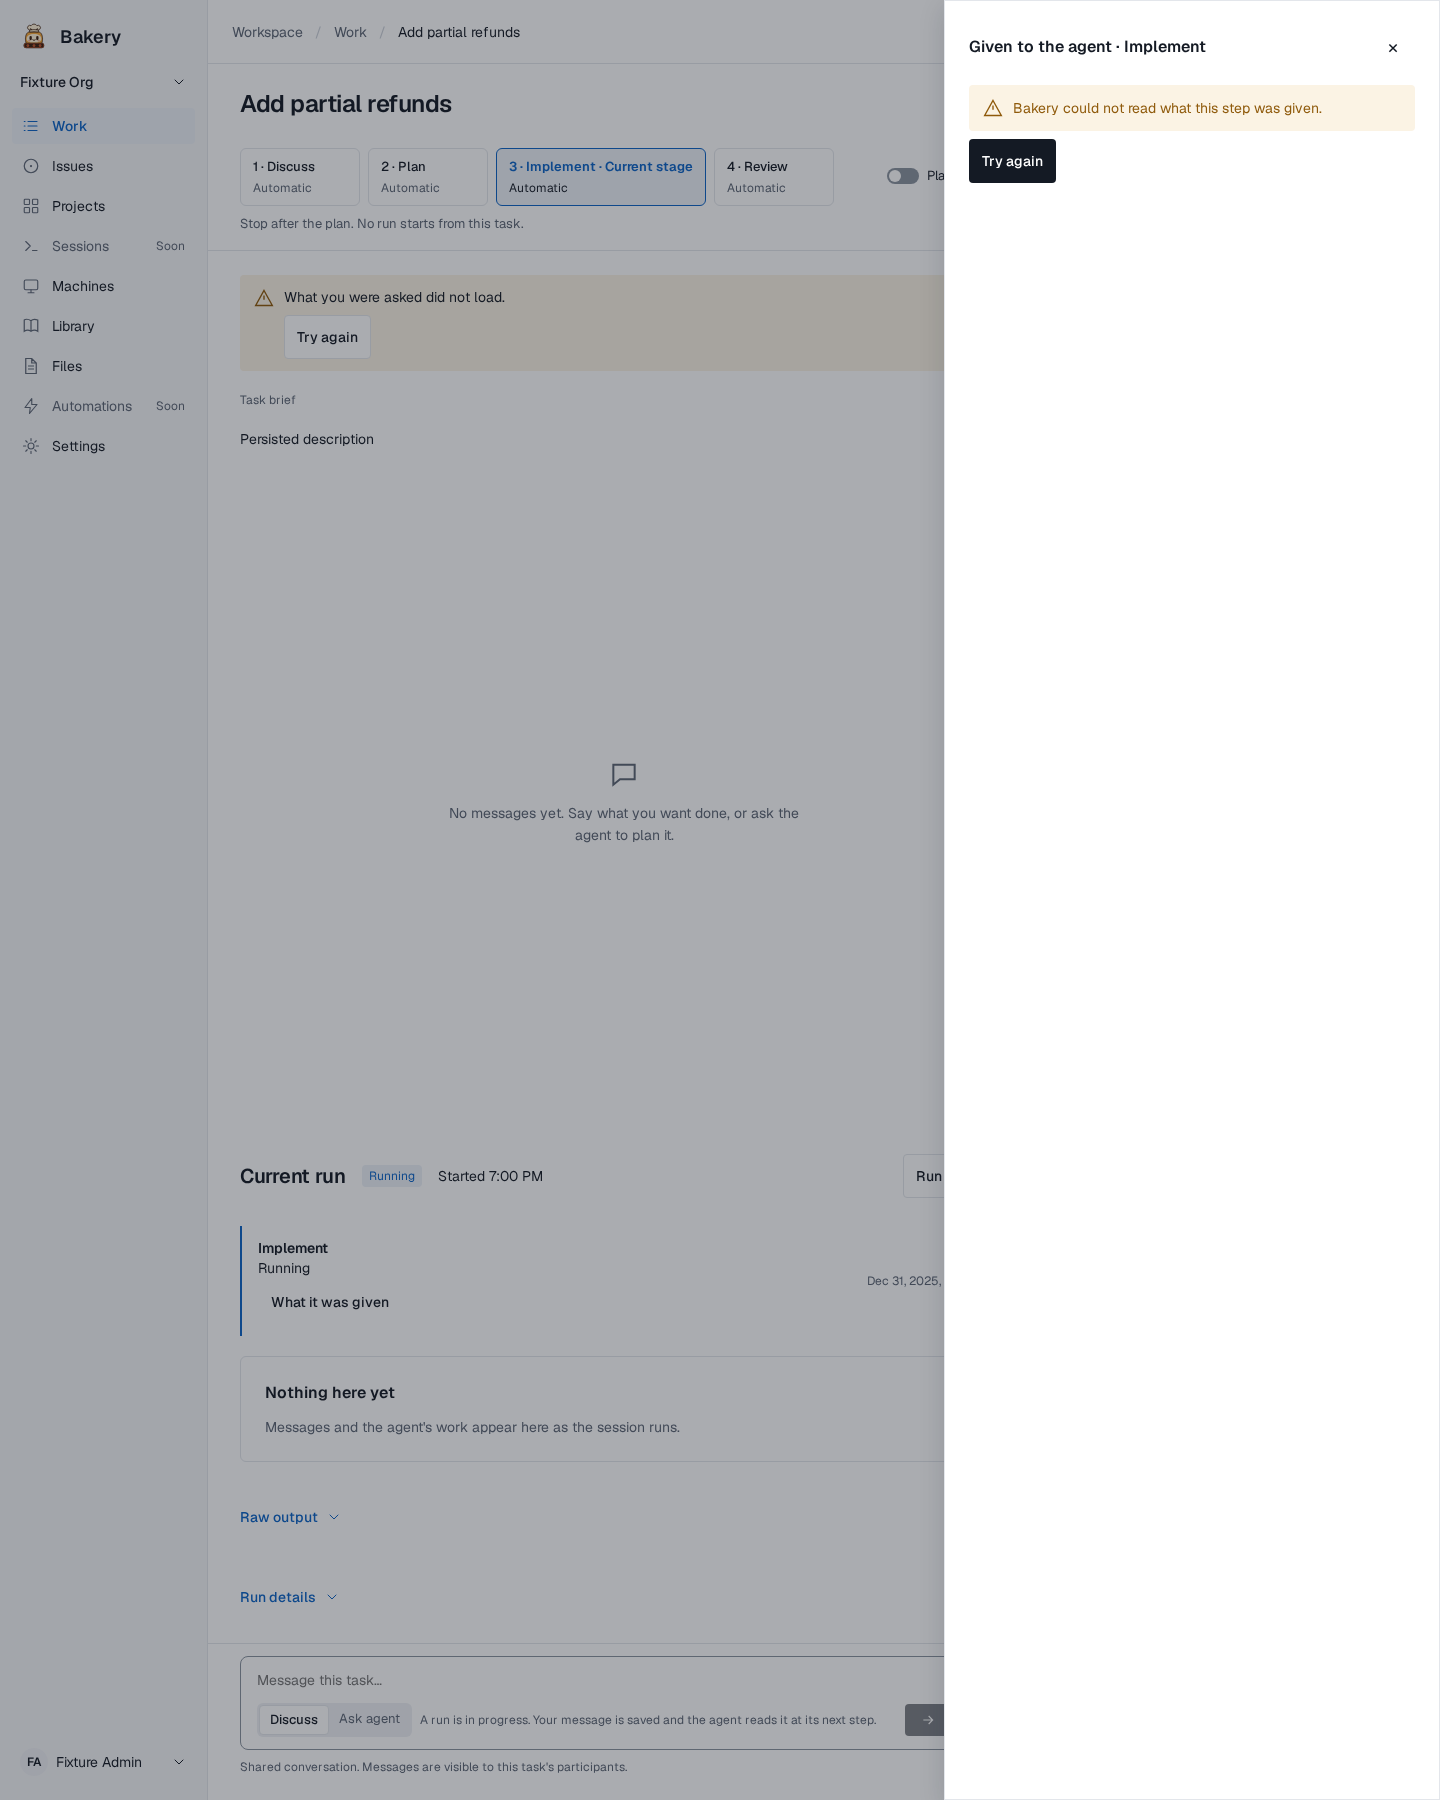 Bakery
Fixture Org
Work
Issues
Projects
Sessions Soon
Machines
Library
Files
Automations Soon
Settings
FA Fixture Admin
Workspace / Work / Add partial refunds
Add partial refunds
1 · Discuss
Automatic
2 · Plan
Automatic
3 · Implement · Current stage
Automatic
4 · Review
Automatic
Pla
Stop after the plan. No run starts from this task.
What you were asked did not load.
Try again
Task brief
Persisted description
No messages yet. Say what you want done, or ask the
agent to plan it.
Current run Running Started 7:00 PM Run
Implement
Running
Dec 31, 2025,
What it was given
Nothing here yet
Messages and the agent's work appear here as the session runs.
Raw output
Run details
Message this task…
Discuss Ask agent A run is in progress. Your message is saved and the agent reads it at its next step.
Shared conversation. Messages are visible to this task's participants.
Given to the agent · Implement
Bakery could not read what this step was given.
Try again